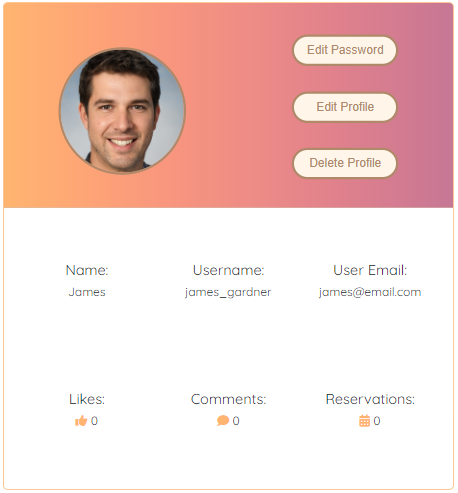 Edit Password
Edit Profile
Delete Profile
Name: Username: User Email:
James james_gardner james@email.com
Likes: Comments: Reservations:
0 0 0